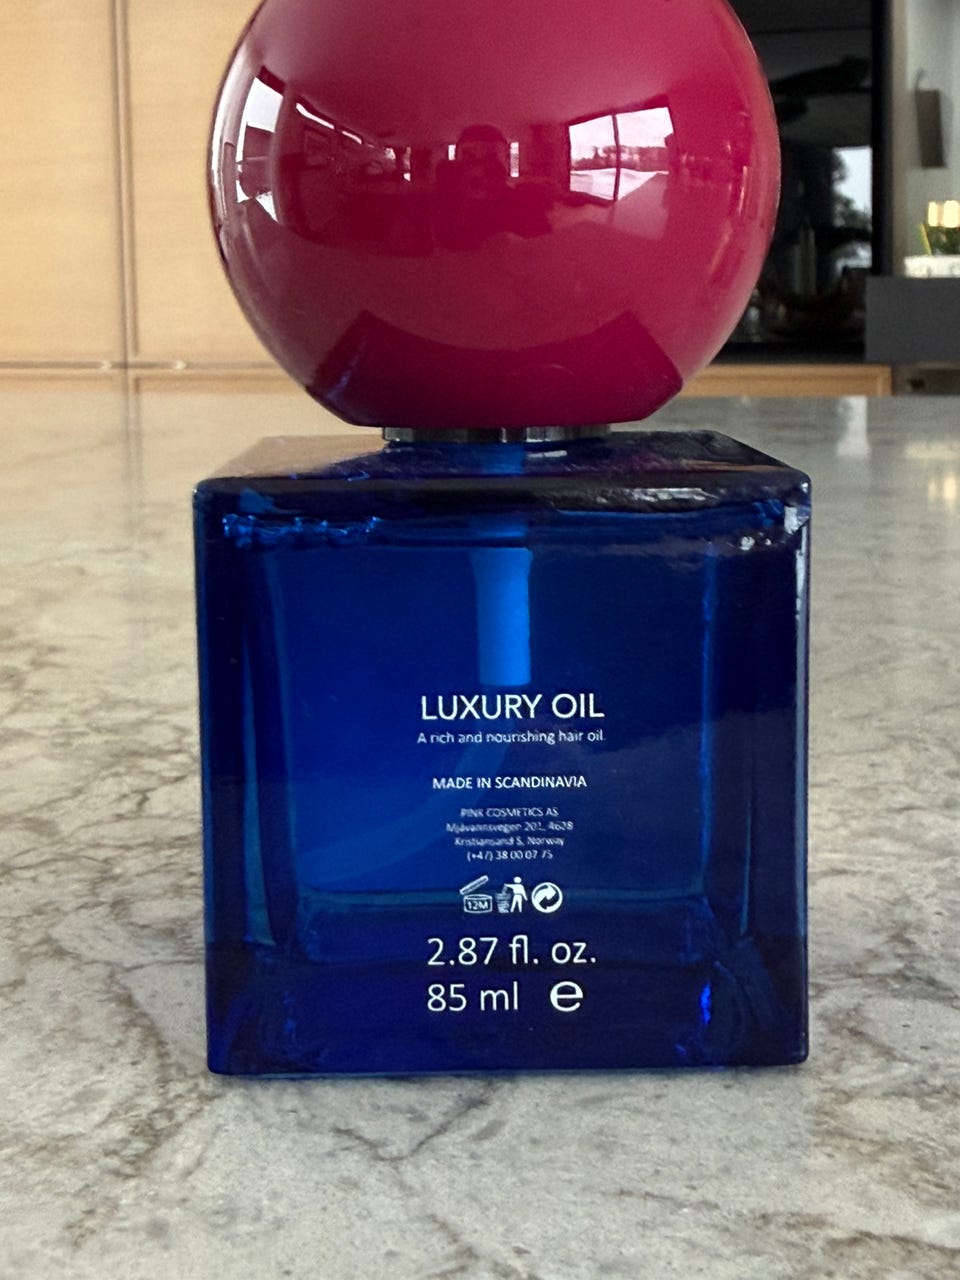 LUXURY OIL
A rich and nourishing hair oil.
MADE IN SCANDINAVIA
PINK COSMETICS AS
Mjåvannsvegen 201, 4628
Kristiansand S, Norway
(+47) 38 00 07 75
12M
2.87 fl. oz.
85 ml e